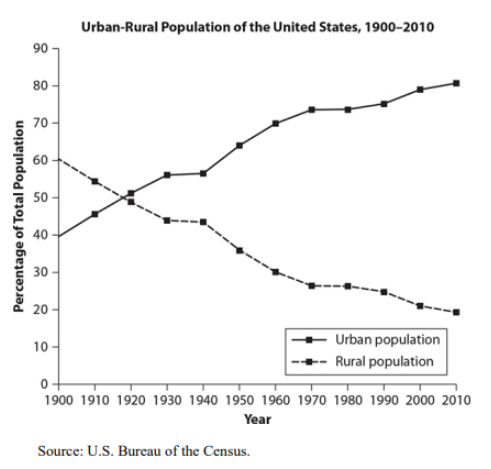 Urban-Rural Population of the United States, 1900–2010
Percentage of Total Population
90
80
70
60
50
40
30
20
10
0
Urban population
Rural population
1900 1910 1920 1930 1940 1950 1960 1970 1980 1990 2000 2010
Year
Source: U.S. Bureau of the Census.